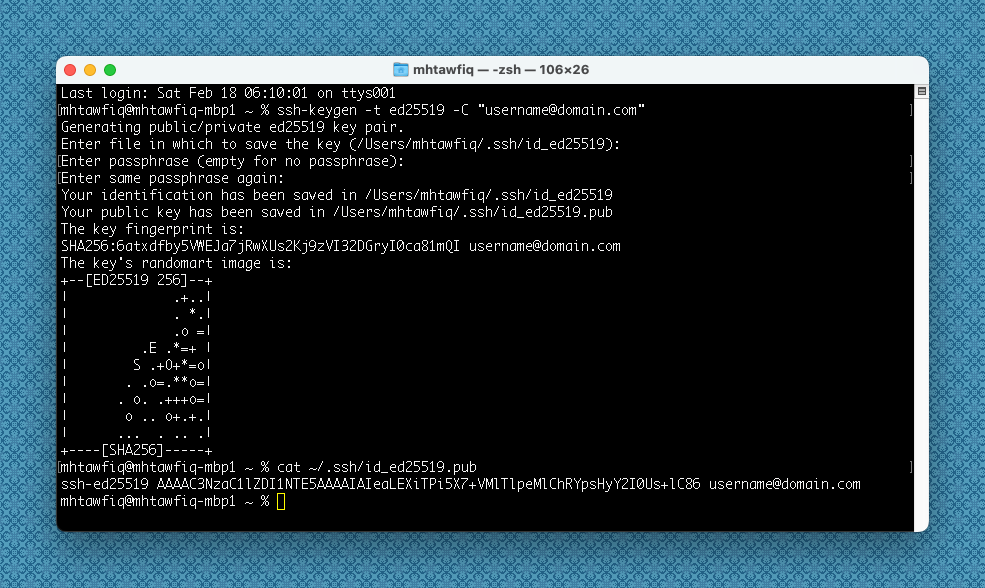 mhtawfiq — -zsh — 106×26
Last login: Sat Feb 18 06:10:01 on ttys001
[mhtawfiq@mhtawfiq-mbp1 ~ % ssh-keygen -t ed25519 -C "username@domain.com" ]
Generating public/private ed25519 key pair.
Enter file in which to save the key (/Users/mhtawfiq/.ssh/id_ed25519):
[Enter passphrase (empty for no passphrase): ]
[Enter same passphrase again: ]
Your identification has been saved in /Users/mhtawfiq/.ssh/id_ed25519
Your public key has been saved in /Users/mhtawfiq/.ssh/id_ed25519.pub
The key fingerprint is:
SHA256:6atxdfby5VWEJa7jRwXUs2Kj9zVI32DGryI0ca81mQI username@domain.com
The key's randomart image is:
+--[ED25519 256]--+
|             .+..|
|             . *.|
|             .o =|
|         .E .*=+ |
|        S .+O+*=o|
|       . .o=.**o=|
|      . o. .+++o=|
|       o .. o+.+.|
|      ...  . .. .|
+----[SHA256]-----+
[mhtawfiq@mhtawfiq-mbp1 ~ % cat ~/.ssh/id_ed25519.pub ]
ssh-ed25519 AAAAC3NzaC1lZDI1NTE5AAAAIAIeaLEXiTPi5X7+VMlTlpeMlChRYpsHyY2I0Us+lC86 username@domain.com
mhtawfiq@mhtawfiq-mbp1 ~ %